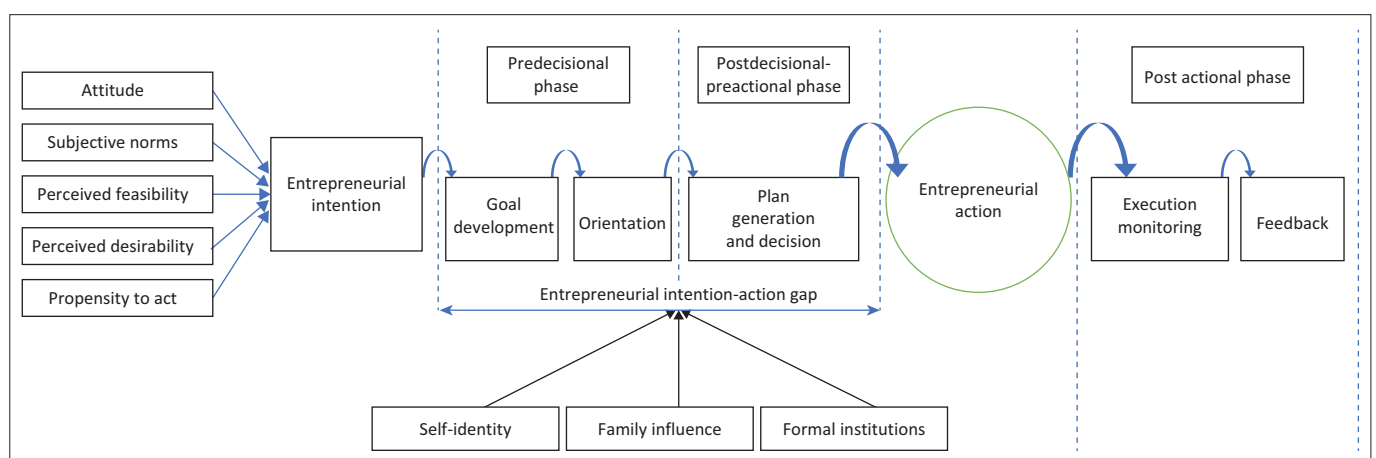 Predecisional
phase
Postdecisional-
preactional phase
Post actional phase
Attitude
Subjective norms
Perceived feasibility
Perceived desirability
Propensity to act
Entrepreneurial
intention
Goal
development
Orientation
Plan
generation
and decision
Entrepreneurial
action
Execution
monitoring
Feedback
Entrepreneurial intention-action gap
Self-identity
Family influence
Formal institutions